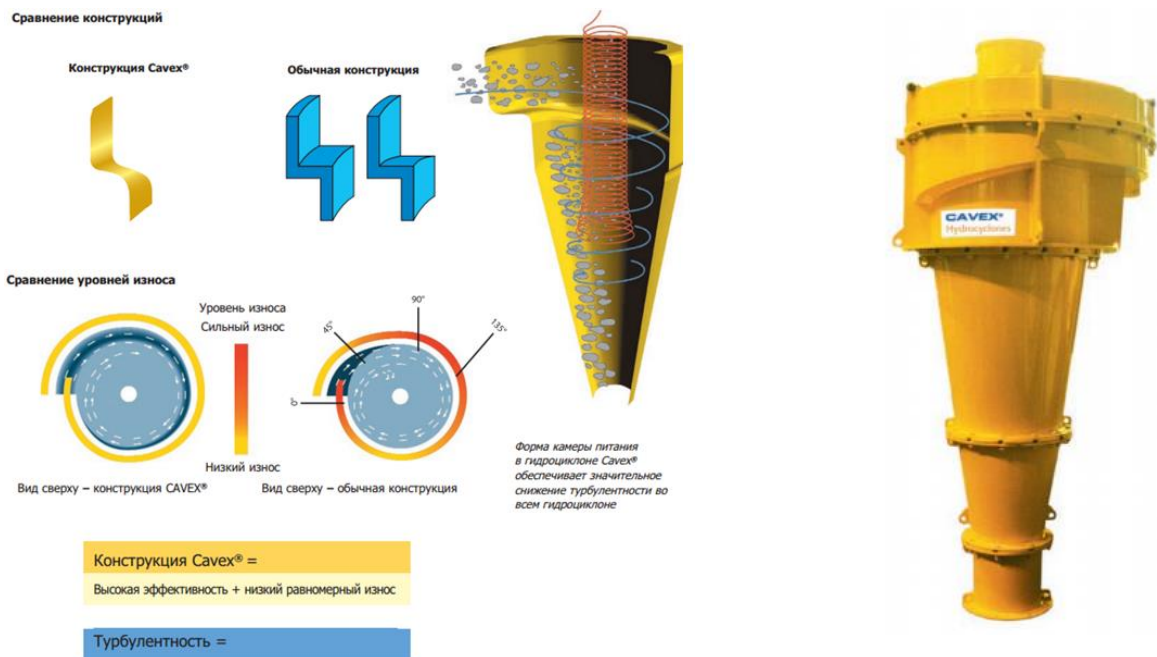 Сравнение конструкций
Конструкция Cavex®
Обычная конструкция
CAVEX®
Hydrocyclones
Сравнение уровней износа
Уровень износа
Сильный износ
Низкий износ
0°
45°
90°
135°
Вид сверху – конструкция CAVEX®
Вид сверху – обычная конструкция
Форма камеры питания
в гидроциклоне Cavex®
обеспечивает значительное
снижение турбулентности во
всем гидроциклоне
Конструкция Cavex® =
Высокая эффективность + низкий равномерный износ
Турбулентность =